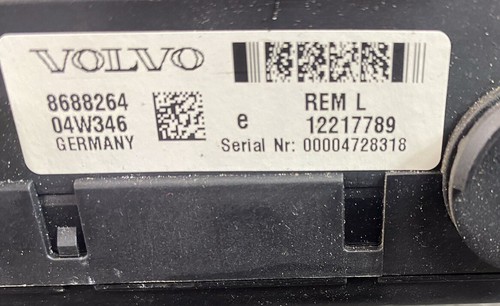 VOLVO
8688264
04W346
GERMANY
e
REM L
12217789
Serial Nr: 00004728318